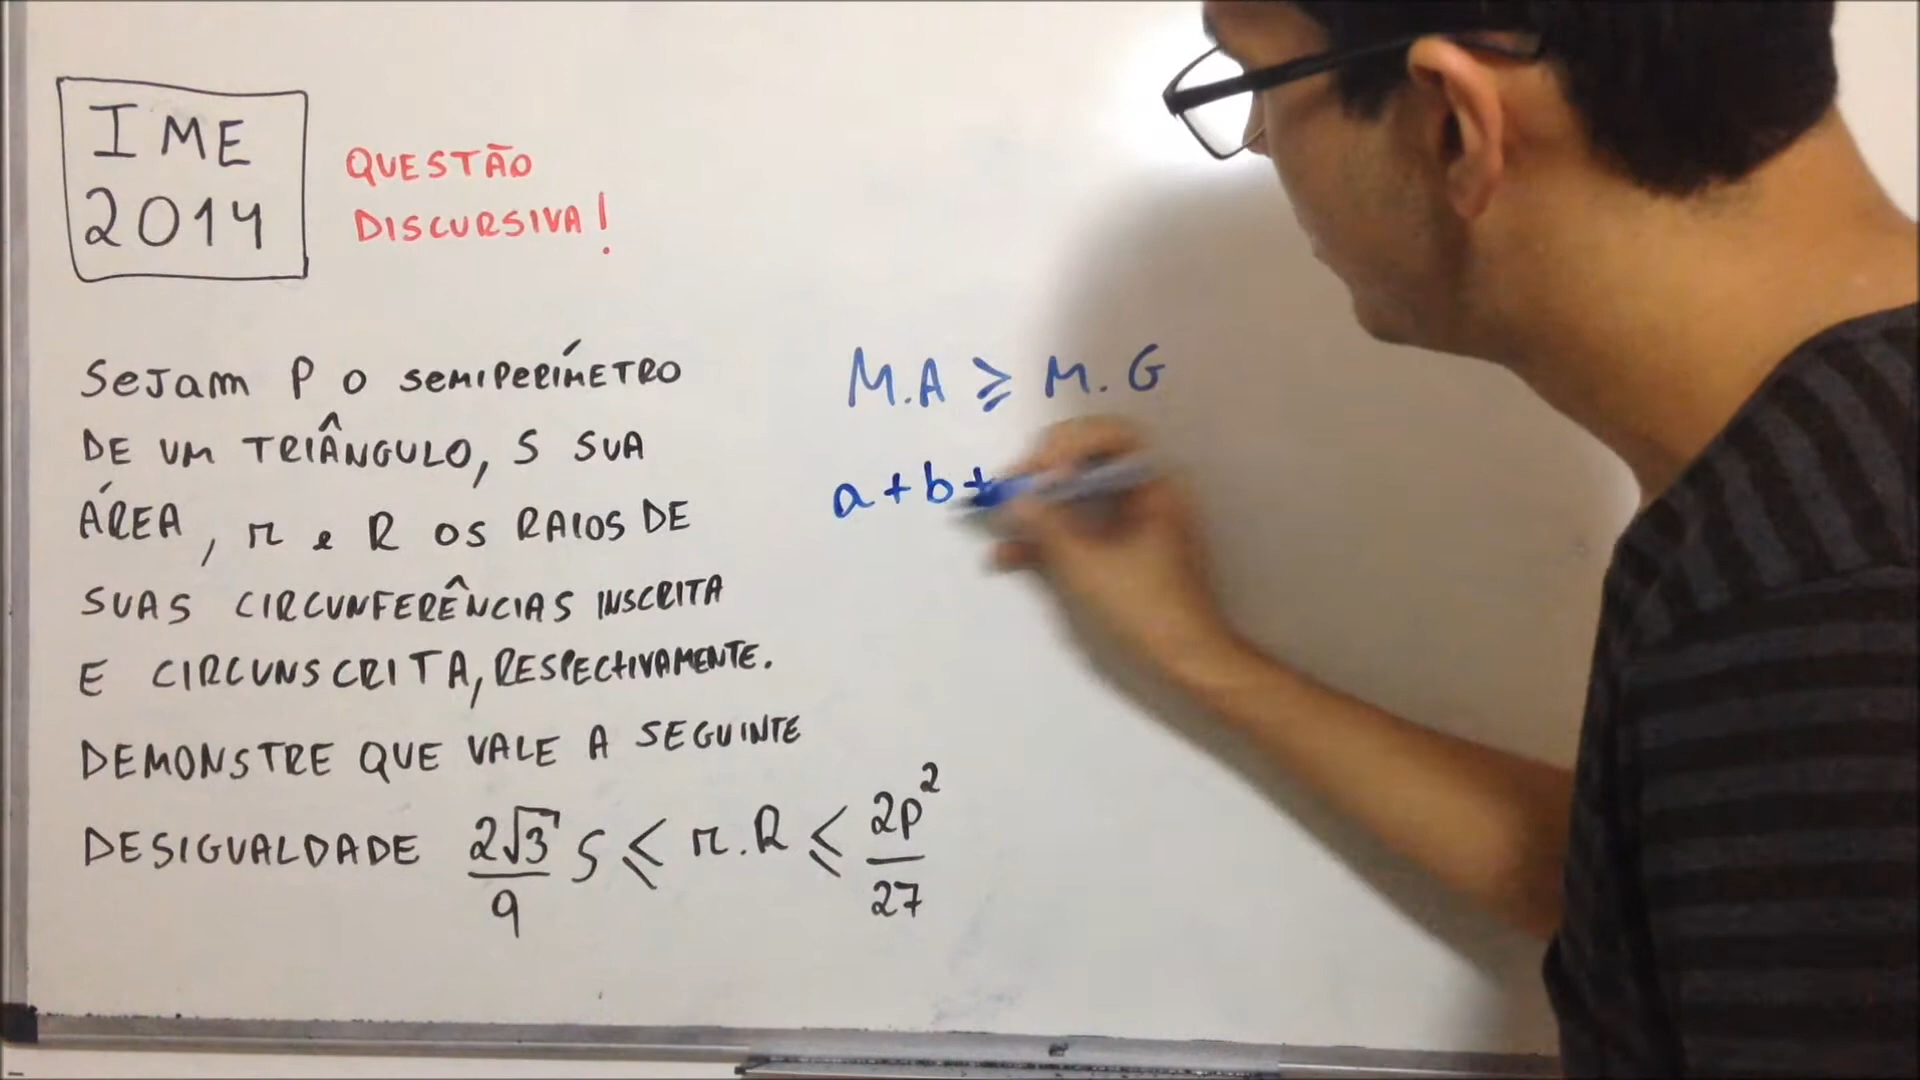 IME
2014
QUESTÃO
DISCURSIVA!
SEJAM P O SEMIPERÍMETRO
DE UM TRIÂNGULO, S SUA
ÁREA, r e R OS RAIOS DE
SUAS CIRCUNFERÊNCIAS INSCRITA
E CIRCUNSCRITA, RESPECTIVAMENTE.
DEMONSTRE QUE VALE A SEGUINTE
DESIGUALDADE 2√3/9 S ≤ r.R ≤ 2p²/27
M.A ≥ M.G
a+b+